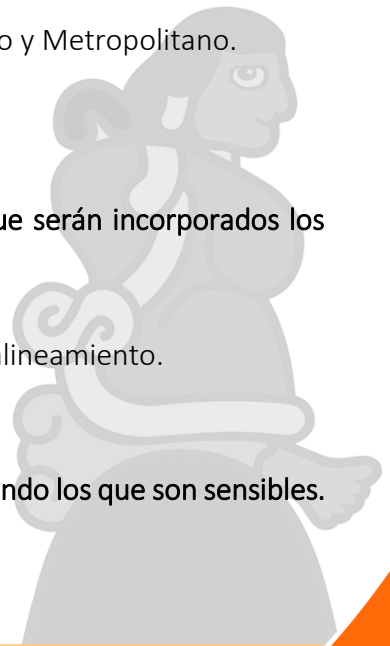 o y Metropolitano.
ue serán incorporados los
lineamiento.
ndo los que son sensibles.